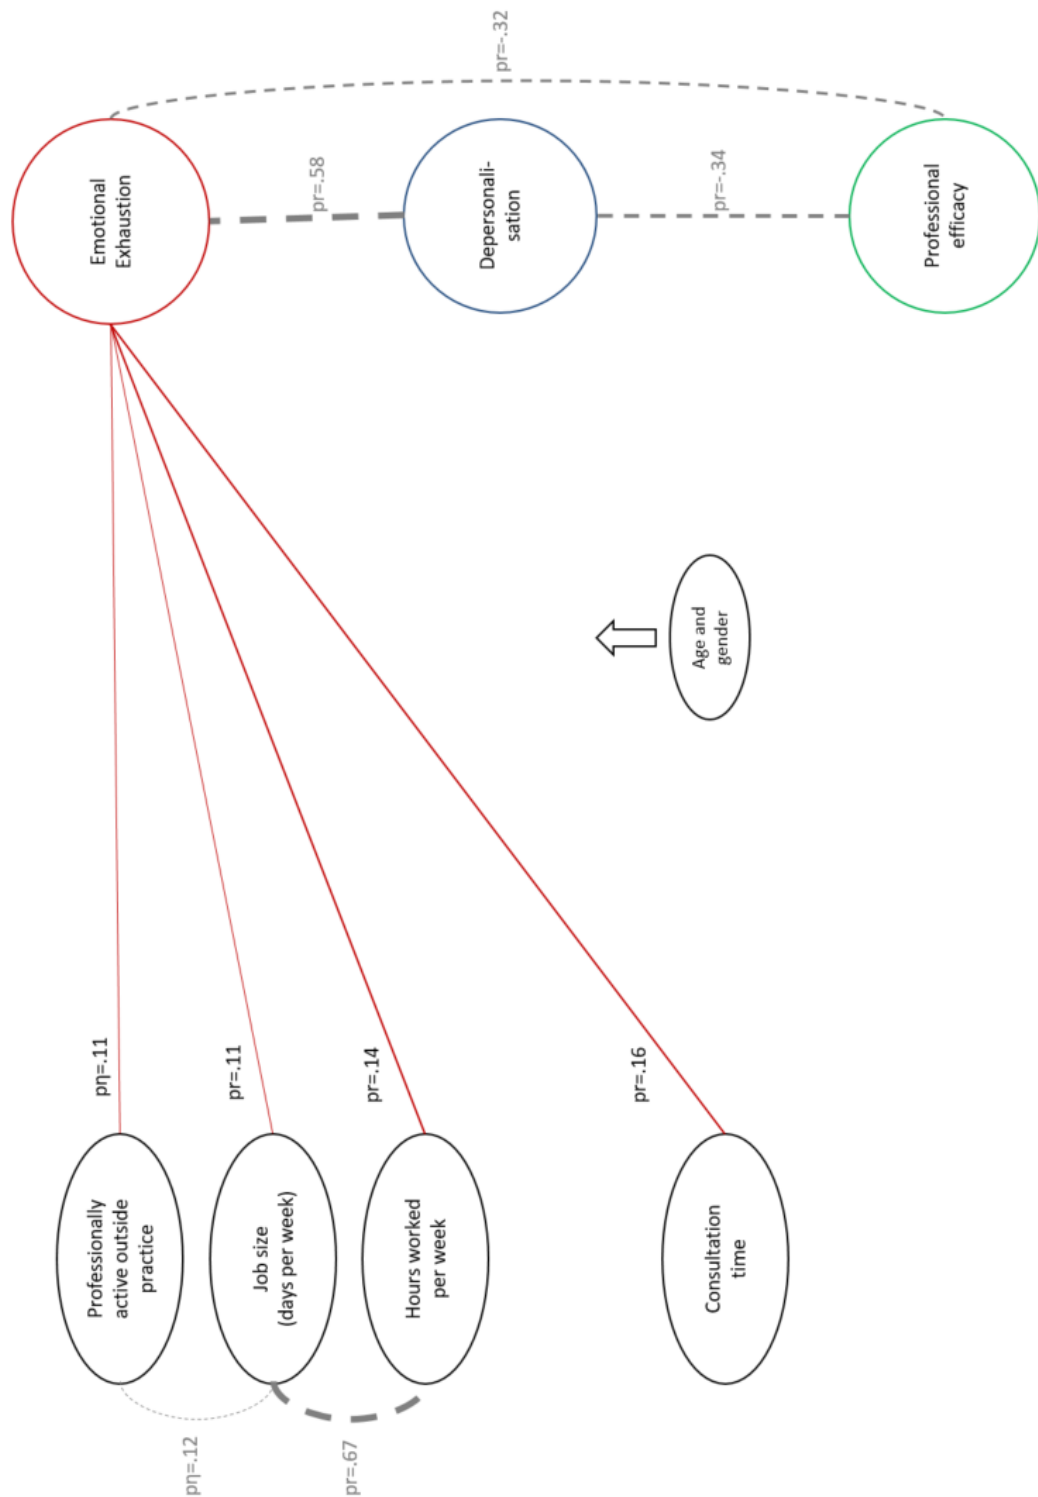 Professionally
active outside
practice
Job size
(days per week)
Hours worked
per week
Consultation
time
pη=.12
pr=.67
pη=.11
pr=.11
pr=.14
pr=.16
Age and
gender
Emotional
Exhaustion
Depersonali-
sation
Professional
efficacy
pr=.58
pr=-.34
pr=-.32